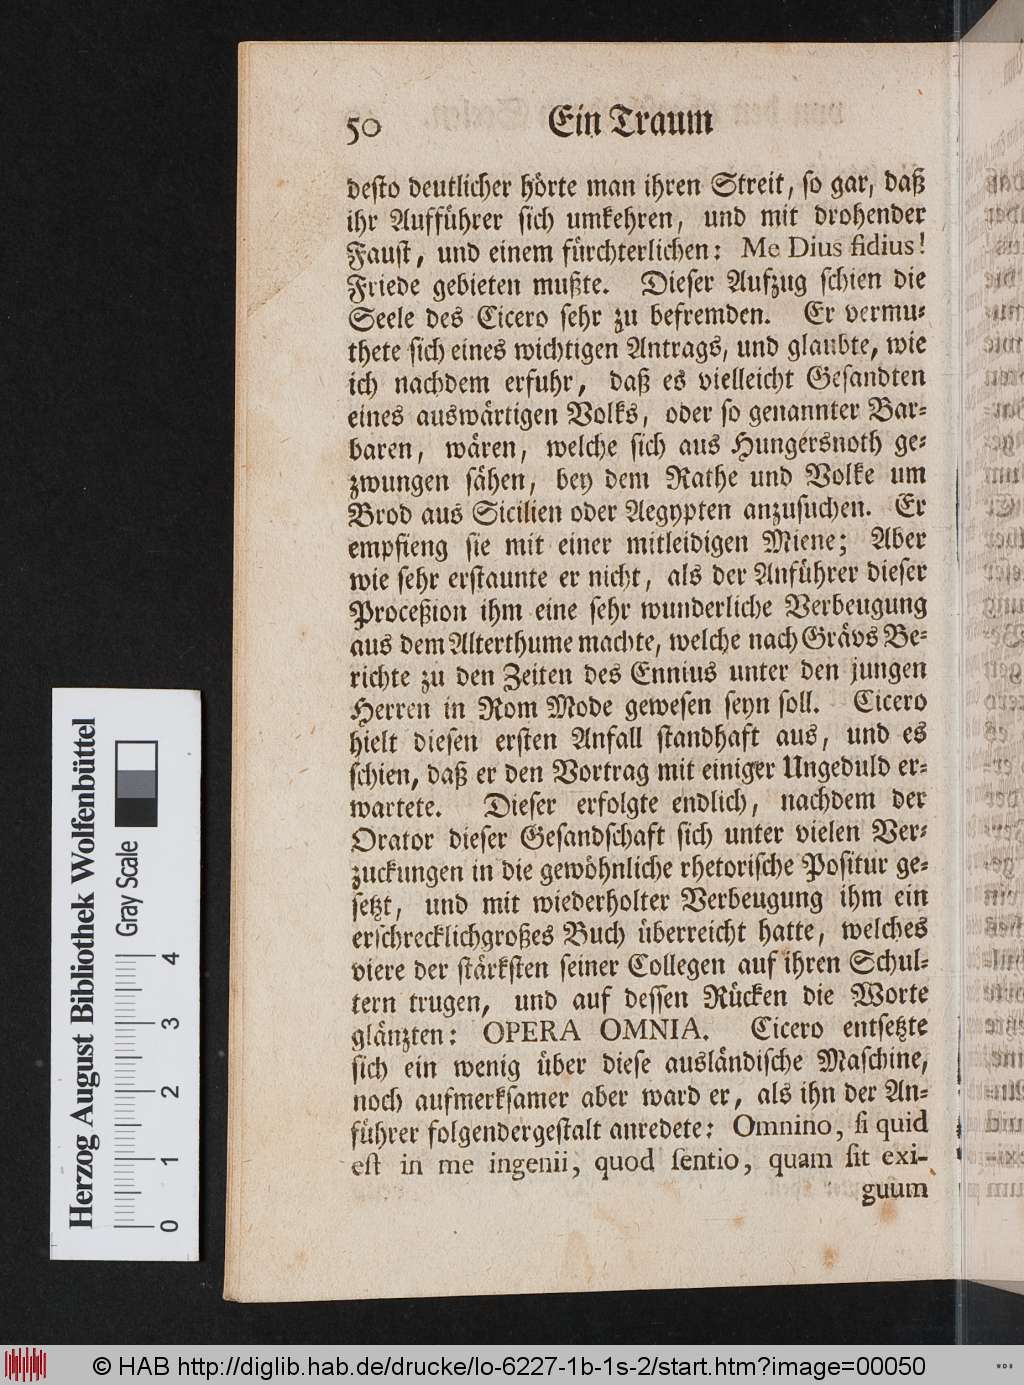 50 Ein Traum
desto deutlicher hörte man ihren Streit, so gar, daß
ihr Aufführer sich umkehren, und mit drohender
Faust, und einem fürchterlichen: Me Dius fidius!
Friede gebieten mußte. Dieser Aufzug schien die
Seele des Cicero sehr zu befremden. Er vermu-
thete sich eines wichtigen Antrags, und glaubte, wie
ich nachdem erfuhr, daß es vielleicht Gesandten
eines auswärtigen Volks, oder so genannter Bar-
baren, wären, welche sich aus Hungersnoth ge-
zwungen sähen, bey dem Rathe und Volke um
Brod aus Sicilien oder Aegypten anzusuchen. Er
empfieng sie mit einer mitleidigen Miene; Aber
wie sehr erstaunte er nicht, als der Anführer dieser
Proceßion ihm eine sehr wunderliche Verbeugung
aus dem Alterthume machte, welche nach Grävs Be-
richte zu den Zeiten des Ennius unter den jungen
Herren in Rom Mode gewesen seyn soll. Cicero
hielt diesen ersten Anfall standhaft aus, und es
schien, daß er den Vortrag mit einiger Ungeduld er-
wartete. Dieser erfolgte endlich, nachdem der
Orator dieser Gesandschaft sich unter vielen Ver-
zuckungen in die gewöhnliche rhetorische Positur ge-
setzt, und mit wiederholter Verbeugung ihm ein
erschrecklichgroßes Buch überreicht hatte, welches
viere der stärksten seiner Collegen auf ihren Schul-
tern trugen, und auf dessen Rücken die Worte
glänzten: OPERA OMNIA. Cicero entsetzte
sich ein wenig über diese ausländische Maschine,
noch aufmerksamer aber ward er, als ihn der An-
führer folgendergestalt anredete: Omnino, si quid
est in me ingenii, quod sentio, quam sit exi-
guum
Herzog August Bibliothek Wolfenbüttel
Gray Scale
0 1 2 3 4
© HAB http://diglib.hab.de/drucke/lo-6227-1b-1s-2/start.htm?image=00050